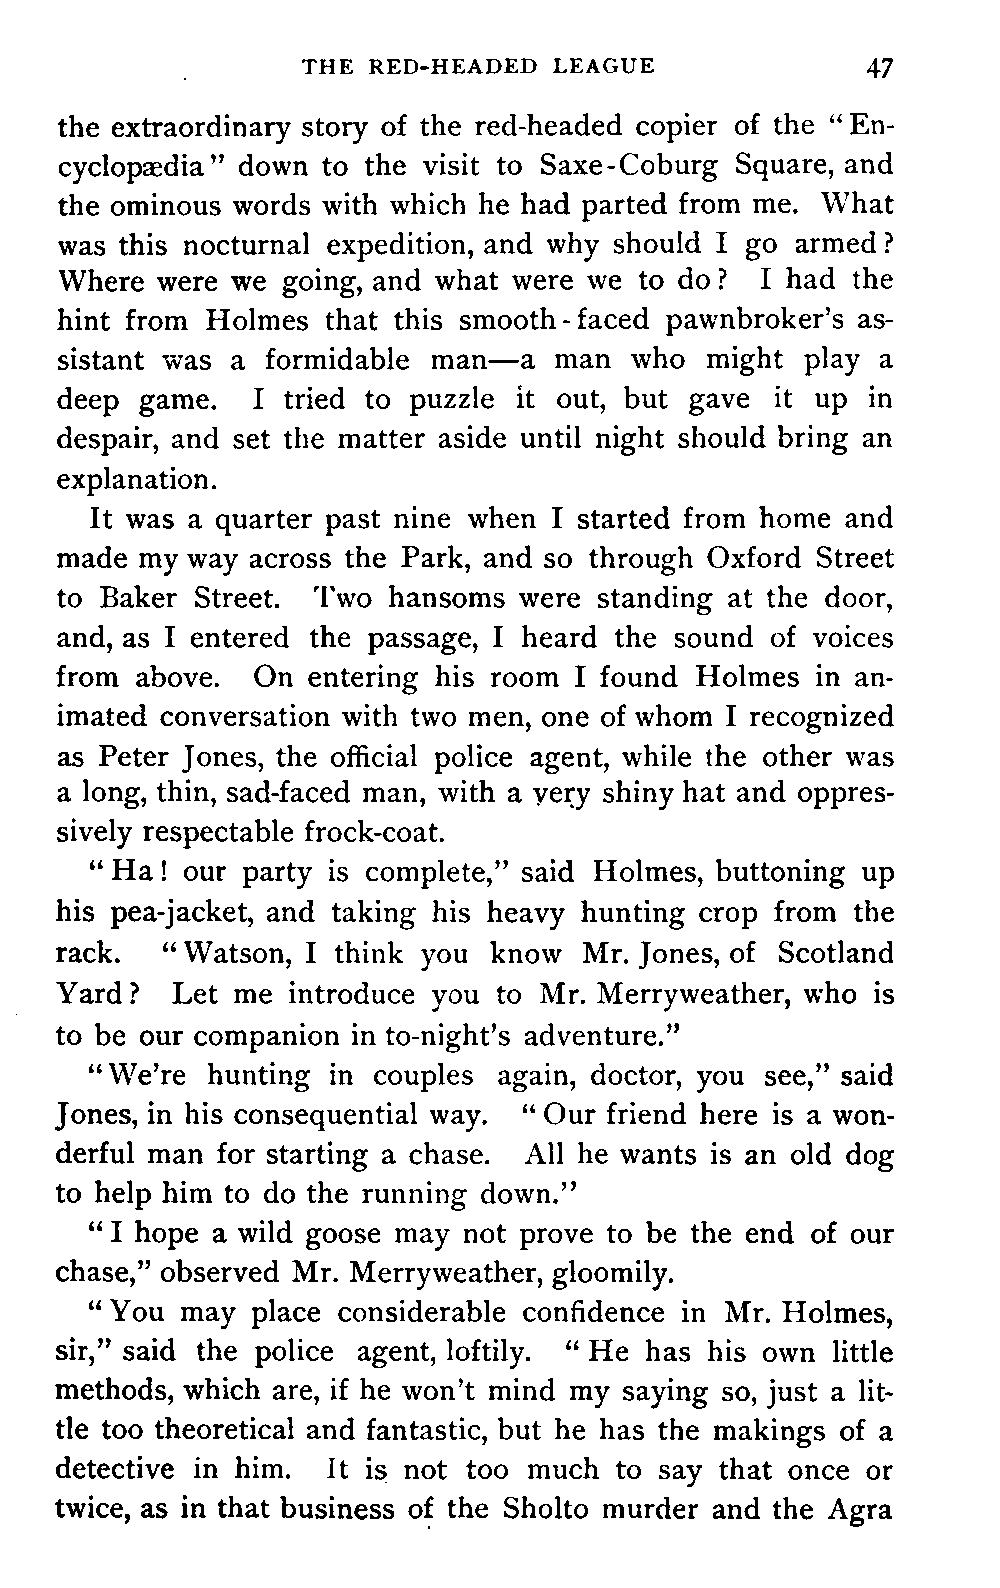 THE RED-HEADED LEAGUE 47
the extraordinary story of the red-headed copier of the “En-
cyclopædia” down to the visit to Saxe-Coburg Square, and
the ominous words with which he had parted from me. What
was this nocturnal expedition, and why should I go armed?
Where were we going, and what were we to do? I had the
hint from Holmes that this smooth-faced pawnbroker’s as-
sistant was a formidable man—a man who might play a
deep game. I tried to puzzle it out, but gave it up in
despair, and set the matter aside until night should bring an
explanation.
It was a quarter past nine when I started from home and
made my way across the Park, and so through Oxford Street
to Baker Street. Two hansoms were standing at the door,
and, as I entered the passage, I heard the sound of voices
from above. On entering his room I found Holmes in an-
imated conversation with two men, one of whom I recognized
as Peter Jones, the official police agent, while the other was
a long, thin, sad-faced man, with a very shiny hat and oppres-
sively respectable frock-coat.
“Ha! our party is complete,” said Holmes, buttoning up
his pea-jacket, and taking his heavy hunting crop from the
rack. “Watson, I think you know Mr. Jones, of Scotland
Yard? Let me introduce you to Mr. Merryweather, who is
to be our companion in to-night’s adventure.”
“We’re hunting in couples again, doctor, you see,” said
Jones, in his consequential way. “Our friend here is a won-
derful man for starting a chase. All he wants is an old dog
to help him to do the running down.”
“I hope a wild goose may not prove to be the end of our
chase,” observed Mr. Merryweather, gloomily.
“You may place considerable confidence in Mr. Holmes,
sir,” said the police agent, loftily. “He has his own little
methods, which are, if he won’t mind my saying so, just a lit-
tle too theoretical and fantastic, but he has the makings of a
detective in him. It is not too much to say that once or
twice, as in that business of the Sholto murder and the Agra